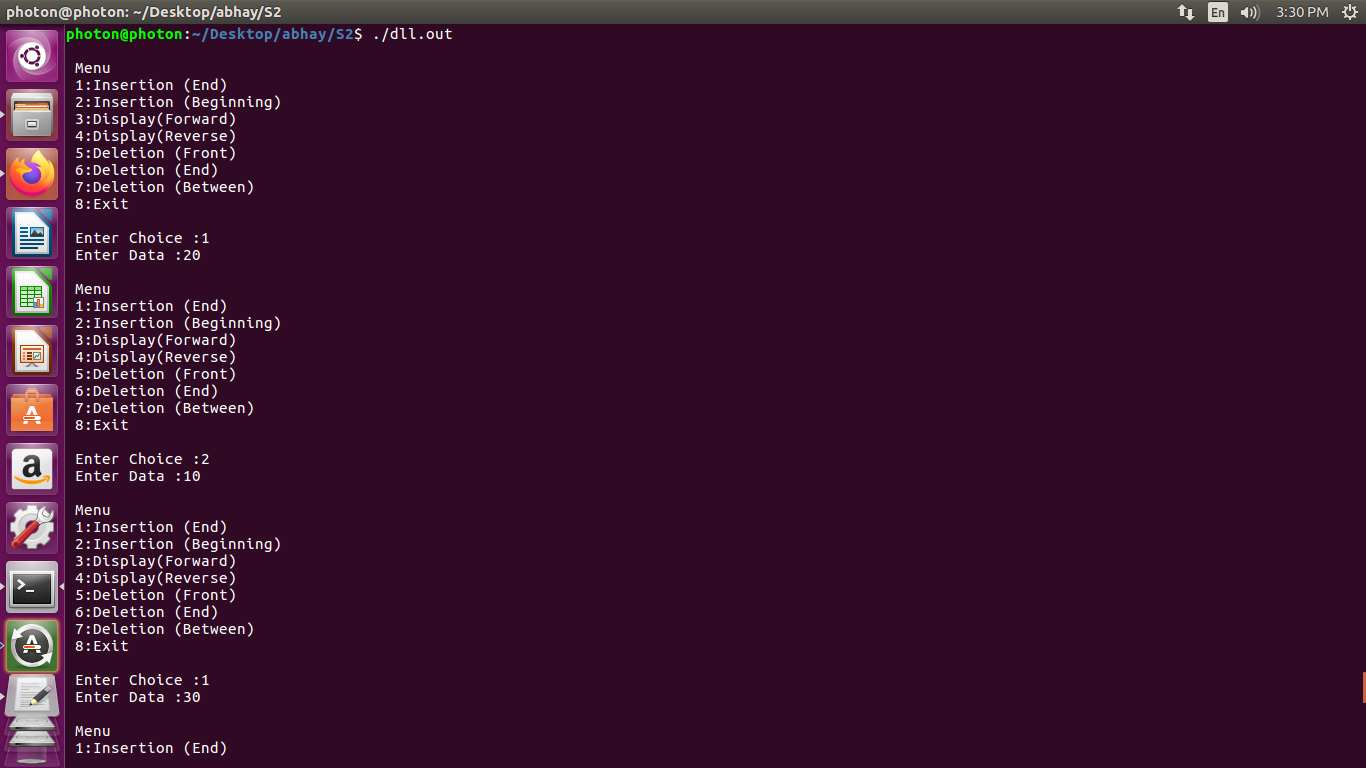 photon@photon: ~/Desktop/abhay/S2
En
3:30 PM
photon@photon:~/Desktop/abhay/S2$ ./dll.out
Menu
1:Insertion (End)
2:Insertion (Beginning)
3:Display(Forward)
4:Display(Reverse)
5:Deletion (Front)
6:Deletion (End)
7:Deletion (Between)
8:Exit
Enter Choice :1
Enter Data :20
Menu
1:Insertion (End)
2:Insertion (Beginning)
3:Display(Forward)
4:Display(Reverse)
5:Deletion (Front)
6:Deletion (End)
7:Deletion (Between)
8:Exit
Enter Choice :2
Enter Data :10
Menu
1:Insertion (End)
2:Insertion (Beginning)
3:Display(Forward)
4:Display(Reverse)
5:Deletion (Front)
6:Deletion (End)
7:Deletion (Between)
8:Exit
Enter Choice :1
Enter Data :30
Menu
1:Insertion (End)